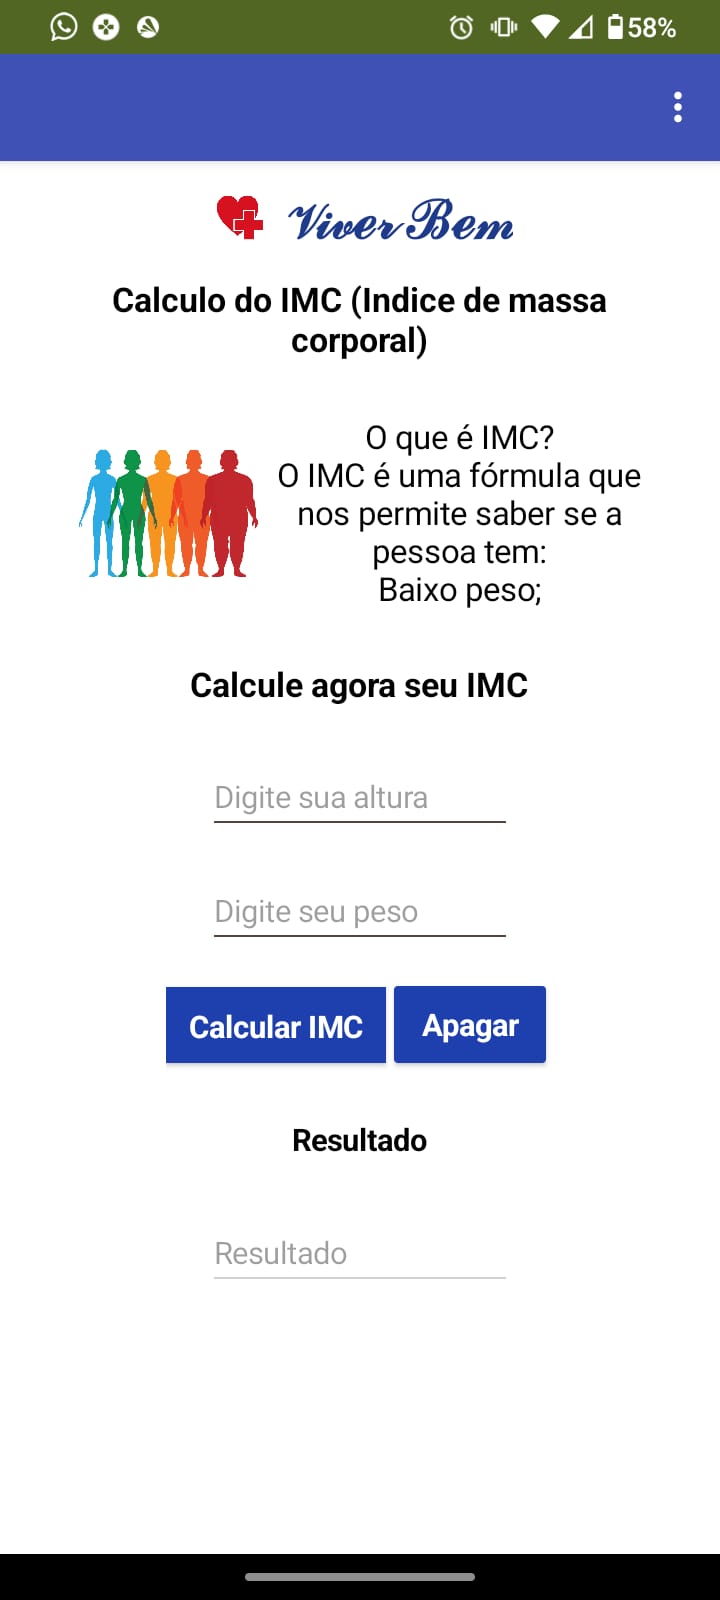 58%
Viver Bem
Calculo do IMC (Indice de massa
corporal)
O que é IMC?
O IMC é uma fórmula que
nos permite saber se a
pessoa tem:
Baixo peso;
Calcule agora seu IMC
Digite sua altura
Digite seu peso
Calcular IMC Apagar
Resultado
Resultado